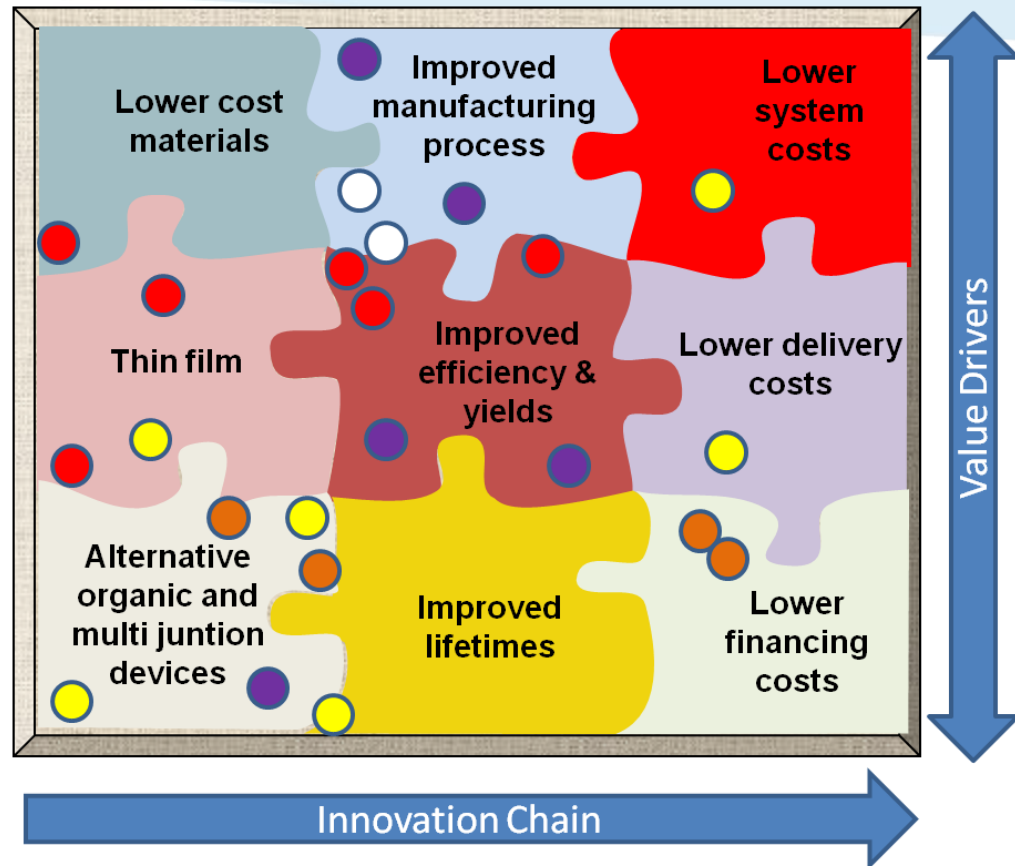 Lower cost
materials
Improved
manufacturing
process
Lower
system
costs
Thin film
Improved
efficiency &
yields
Lower delivery
costs
Alternative
organic and
multi juntion
devices
Improved
lifetimes
Lower
financing
costs
Value Drivers
Innovation Chain